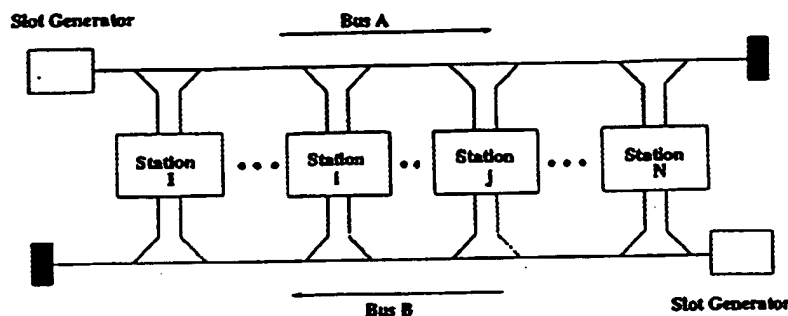 Slot Generator
Bus A
Station
1
Station
i
Station
j
Station
N
Bus B
Slot Generator